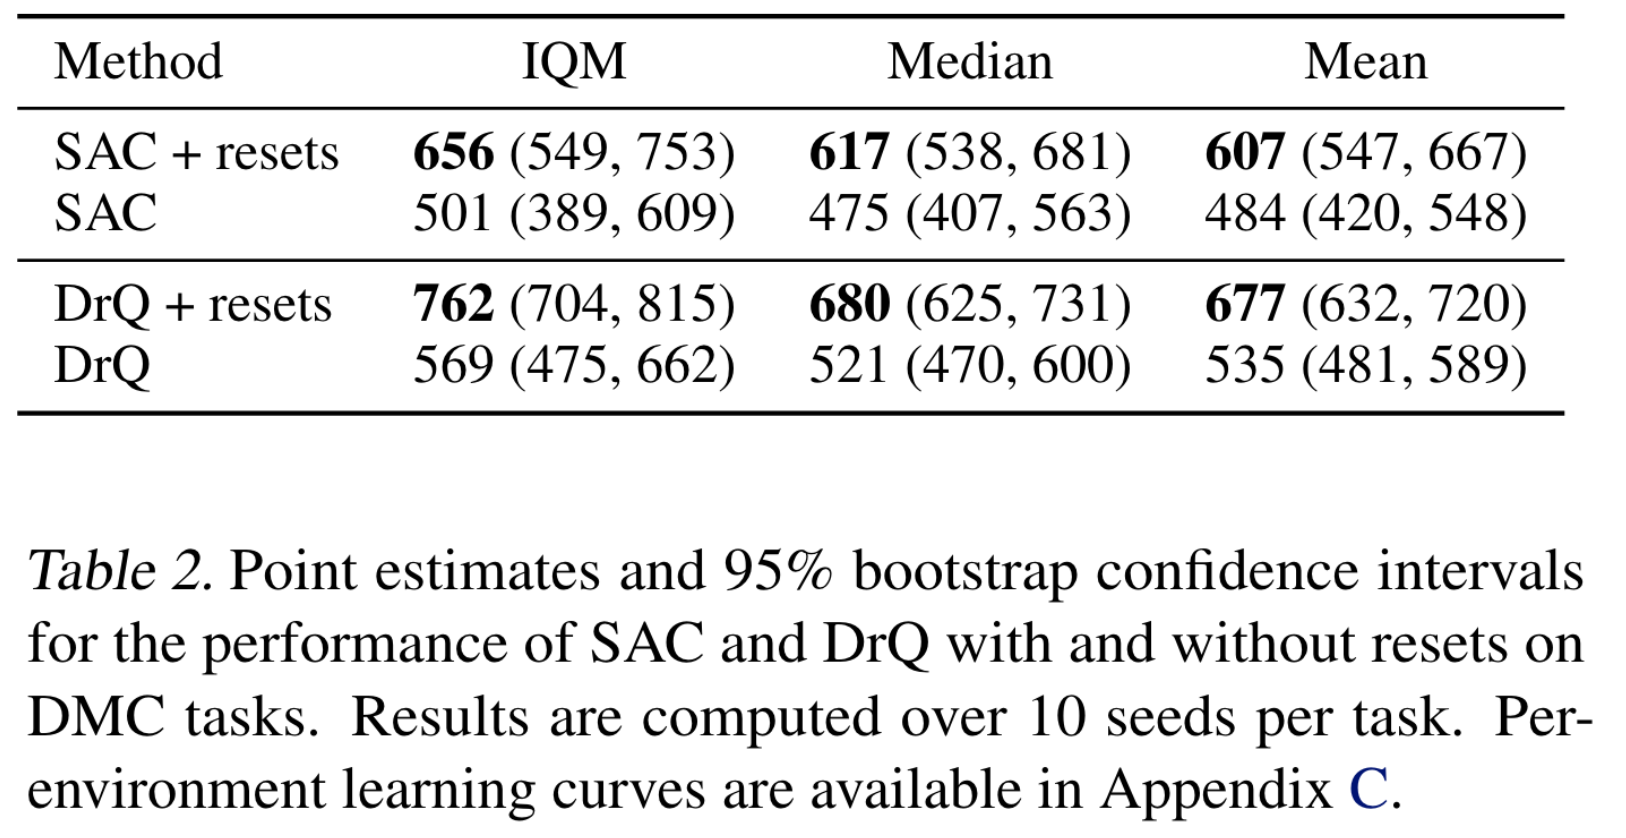 Method IQM Median Mean
SAC + resets 656 (549, 753) 617 (538, 681) 607 (547, 667)
SAC 501 (389, 609) 475 (407, 563) 484 (420, 548)
DrQ + resets 762 (704, 815) 680 (625, 731) 677 (632, 720)
DrQ 569 (475, 662) 521 (470, 600) 535 (481, 589)
Table 2. Point estimates and 95% bootstrap confidence intervals
for the performance of SAC and DrQ with and without resets on
DMC tasks. Results are computed over 10 seeds per task. Per-
environment learning curves are available in Appendix C.